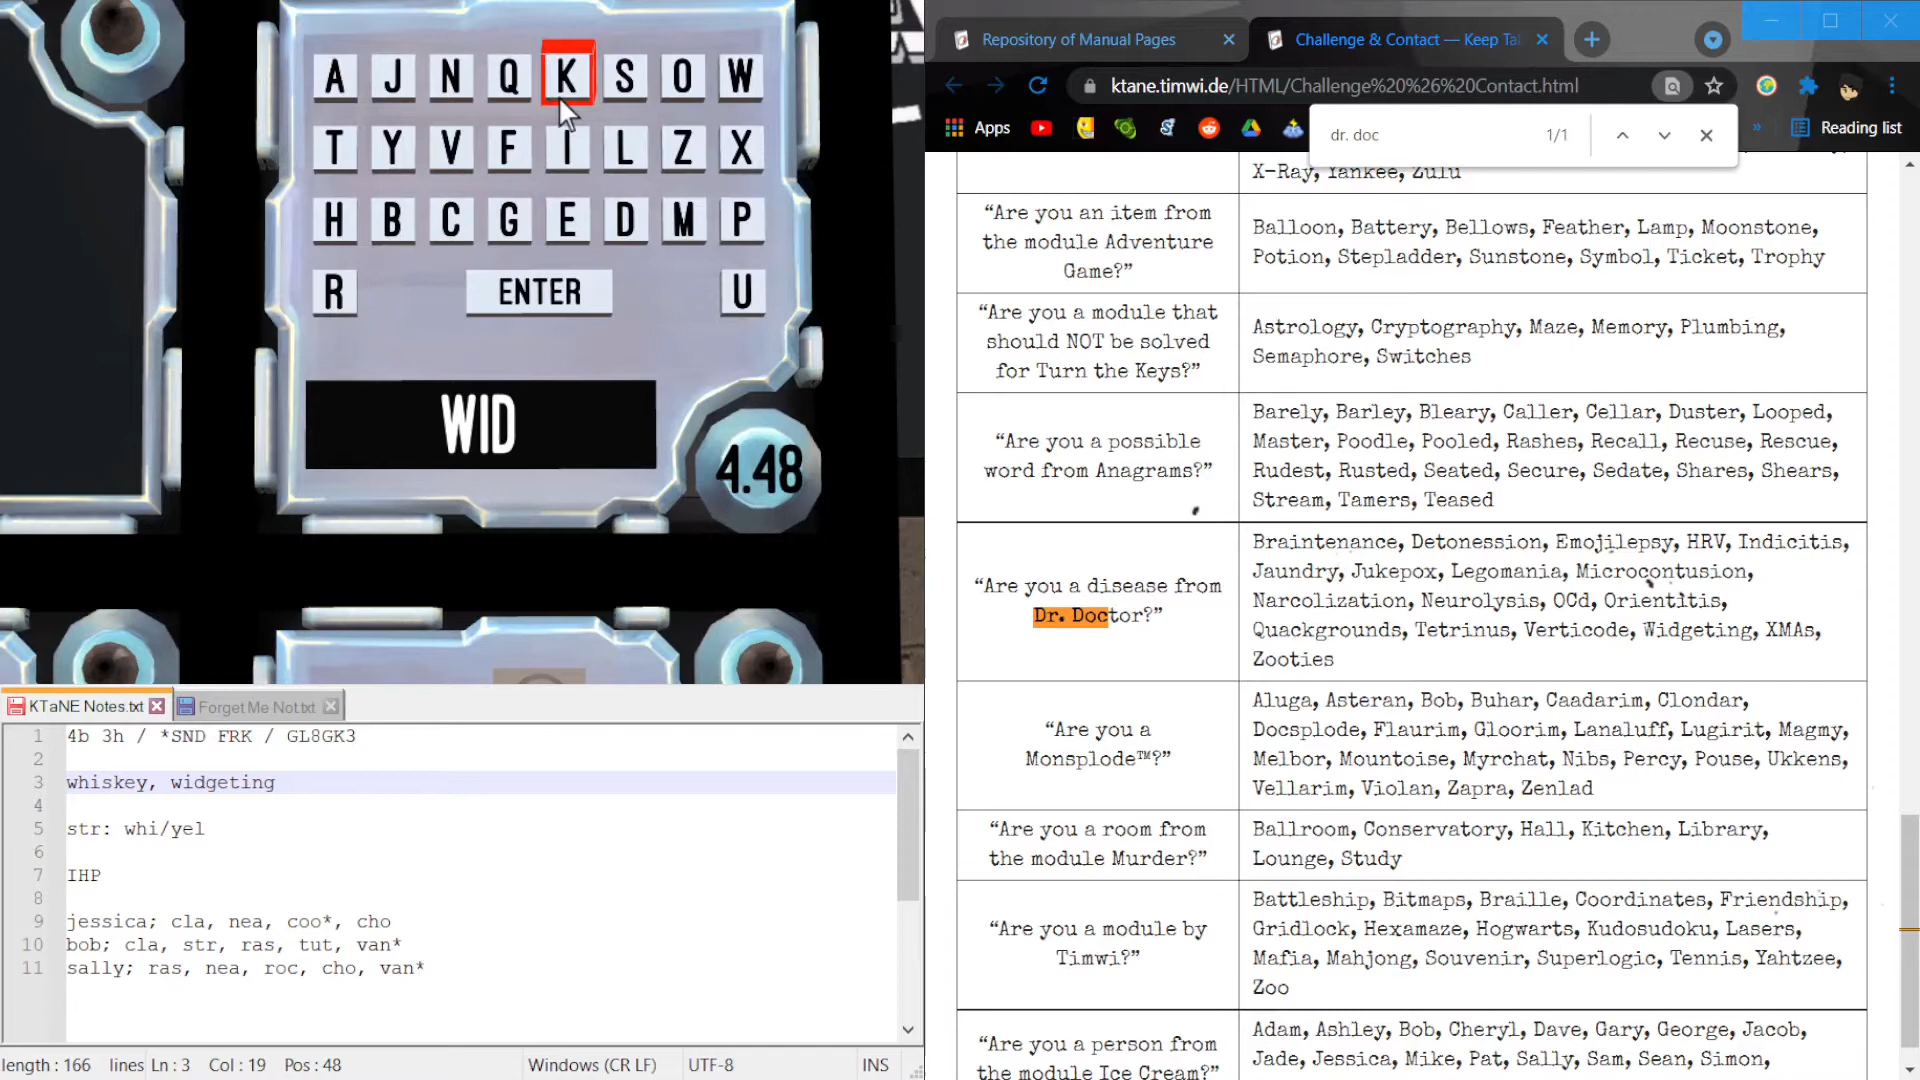 A J N Q K S O W
T Y V F I L Z X
H B C G E D M P
R ENTER U
WID
4.48
KTaNE Notes.txt
Forget Me Not.txt
1 4b 3h / *SND FRK / GL8GK3
2
3 whiskey, widgeting
4
5 str: whi/yel
6
7 IHP
8
9 jessica; cla, nea, coo*, cho
10 bob; cla, str, ras, tut, van*
11 sally; ras, nea, roc, cho, van*
length : 166 lines Ln : 3 Col : 19 Pos : 48 Windows (CR LF) UTF-8 INS
Repository of Manual Pages
Challenge & Contact — Keep Ta
ktane.timwi.de/HTML/Challenge%20%26%20Contact.html
Apps
» Reading list
dr. doc 1/1
X-Ray, Yankee, Zulu
“Are you an item from
the module Adventure
Game?”
Balloon, Battery, Bellows, Feather, Lamp, Moonstone,
Potion, Stepladder, Sunstone, Symbol, Ticket, Trophy
“Are you a module that
should NOT be solved
for Turn the Keys?”
Astrology, Cryptography, Maze, Memory, Plumbing,
Semaphore, Switches
“Are you a possible
word from Anagrams?”
Barely, Barley, Bleary, Caller, Cellar, Duster, Looped,
Master, Poodle, Pooled, Rashes, Recall, Recuse, Rescue,
Rudest, Rusted, Seated, Secure, Sedate, Shares, Shears,
Stream, Tamers, Teased
“Are you a disease from
Dr. Doctor?”
Braintenance, Detonession, Emojilepsy, HRV, Indicitis,
Jaundry, Jukepox, Legomania, Microcontusion,
Narcolization, Neurolysis, OCd, Orientitis,
Quackgrounds, Tetrinus, Verticode, Widgeting, XMAs,
Zooties
“Are you a
Monsplode™?”
Aluga, Asteran, Bob, Buhar, Caadarim, Clondar,
Docsplode, Flaurim, Gloorim, Lanaluff, Lugirit, Magmy,
Melbor, Mountoise, Myrchat, Nibs, Percy, Pouse, Ukkens,
Vellarim, Violan, Zapra, Zenlad
“Are you a room from
the module Murder?”
Ballroom, Conservatory, Hall, Kitchen, Library,
Lounge, Study
“Are you a module by
Timwi?”
Battleship, Bitmaps, Braille, Coordinates, Friendship,
Gridlock, Hexamaze, Hogwarts, Kudosudoku, Lasers,
Mafia, Mahjong, Souvenir, Superlogic, Tennis, Yahtzee,
Zoo
“Are you a person from
the module Ice Cream?”
Adam, Ashley, Bob, Cheryl, Dave, Gary, George, Jacob,
Jade, Jessica, Mike, Pat, Sally, Sam, Sean, Simon,